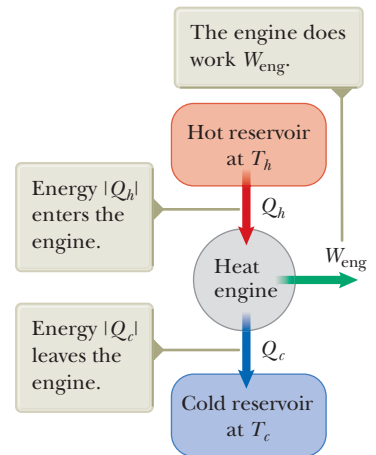 The engine does
work W_eng.
Hot reservoir
at T_h
Energy |Q_h|
enters the
engine.
Q_h
Heat
engine
W_eng
Energy |Q_c|
leaves the
engine.
Q_c
Cold reservoir
at T_c